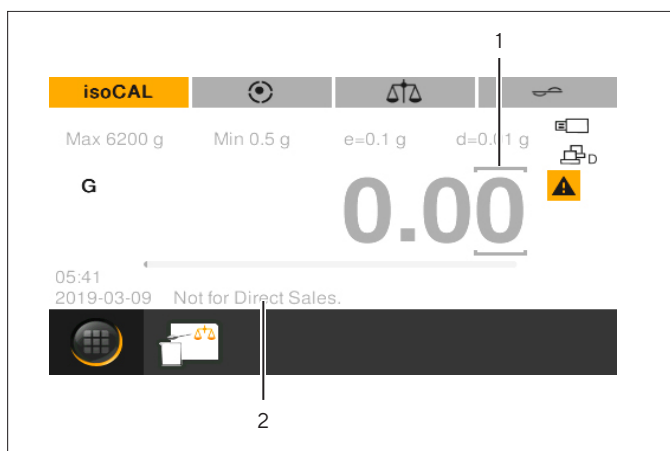 1
isoCAL
Max 6200 g Min 0.5 g e=0.1 g d=0.01 g
D
G 0.00
05:41
2019-03-09 Not for Direct Sales.
2